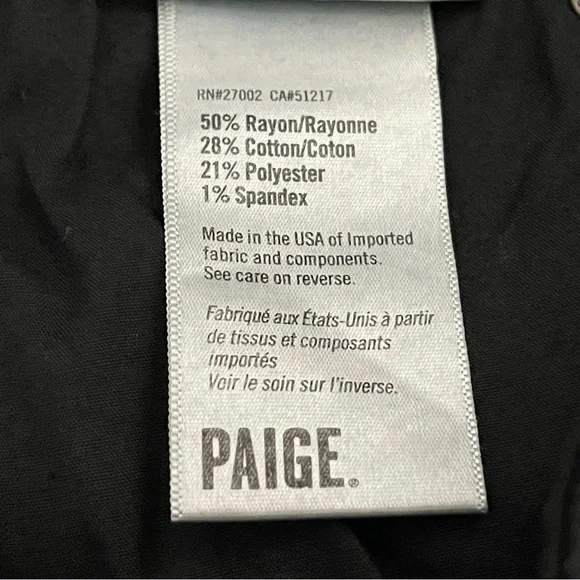 RN#27002 CA#51217
50% Rayon/Rayonne
28% Cotton/Coton
21% Polyester
1% Spandex
Made in the USA of Imported
fabric and components.
See care on reverse.
Fabriqué aux États-Unis à partir
de tissus et composants
importés
Voir le soin sur l'inverse.
PAIGE®